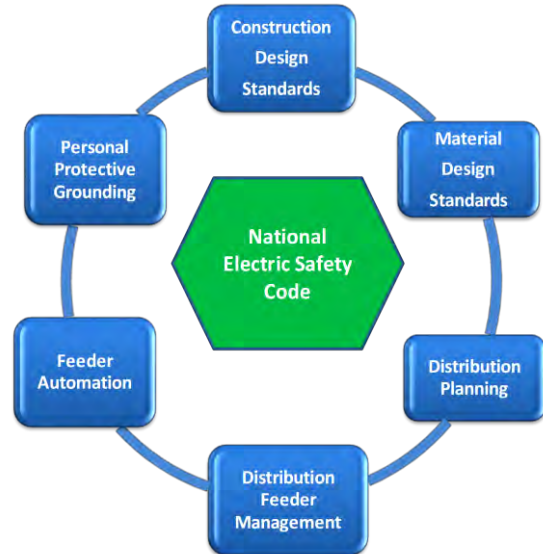 Construction
Design
Standards
Material
Design
Standards
Distribution
Planning
Distribution
Feeder
Management
Feeder
Automation
Personal
Protective
Grounding
National
Electric Safety
Code